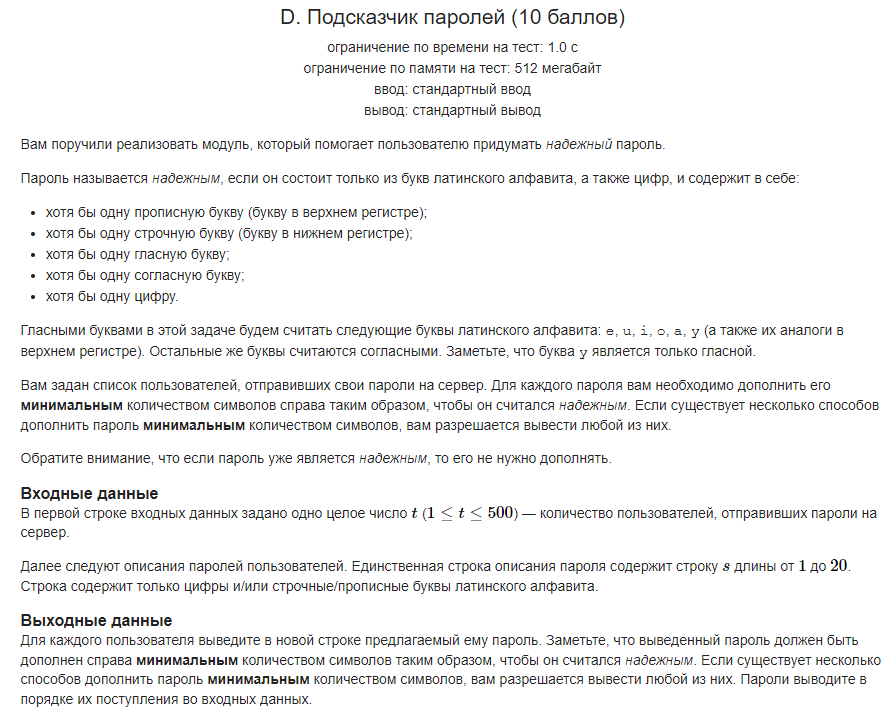 D. Подсказчик паролей (10 баллов)
ограничение по времени на тест: 1.0 с
ограничение по памяти на тест: 512 мегабайт
ввод: стандартный ввод
вывод: стандартный вывод
Вам поручили реализовать модуль, который помогает пользователю придумать надежный пароль.
Пароль называется надежным, если он состоит только из букв латинского алфавита, а также цифр, и содержит в себе:
• хотя бы одну прописную букву (букву в верхнем регистре);
• хотя бы одну строчную букву (букву в нижнем регистре);
• хотя бы одну гласную букву;
• хотя бы одну согласную букву;
• хотя бы одну цифру.
Гласными буквами в этой задаче будем считать следующие буквы латинского алфавита: e, u, i, o, a, y (а также их аналоги в
верхнем регистре). Остальные же буквы считаются согласными. Заметьте, что буква y является только гласной.
Вам задан список пользователей, отправивших свои пароли на сервер. Для каждого пароля вам необходимо дополнить его
минимальным количеством символов справа таким образом, чтобы он считался надежным. Если существует несколько способов
дополнить пароль минимальным количеством символов, вам разрешается вывести любой из них.
Обратите внимание, что если пароль уже является надежным, то его не нужно дополнять.
Входные данные
В первой строке входных данных задано одно целое число t (1 ≤ t ≤ 500) — количество пользователей, отправивших пароли на
сервер.
Далее следуют описания паролей пользователей. Единственная строка описания пароля содержит строку s длины от 1 до 20.
Строка содержит только цифры и/или строчные/прописные буквы латинского алфавита.
Выходные данные
Для каждого пользователя выведите в новой строке предлагаемый ему пароль. Заметьте, что выведенный пароль должен быть
дополнен справа минимальным количеством символов таким образом, чтобы он считался надежным. Если существует несколько
способов дополнить пароль минимальным количеством символов, вам разрешается вывести любой из них. Пароли выводите в
порядке их поступления во входных данных.